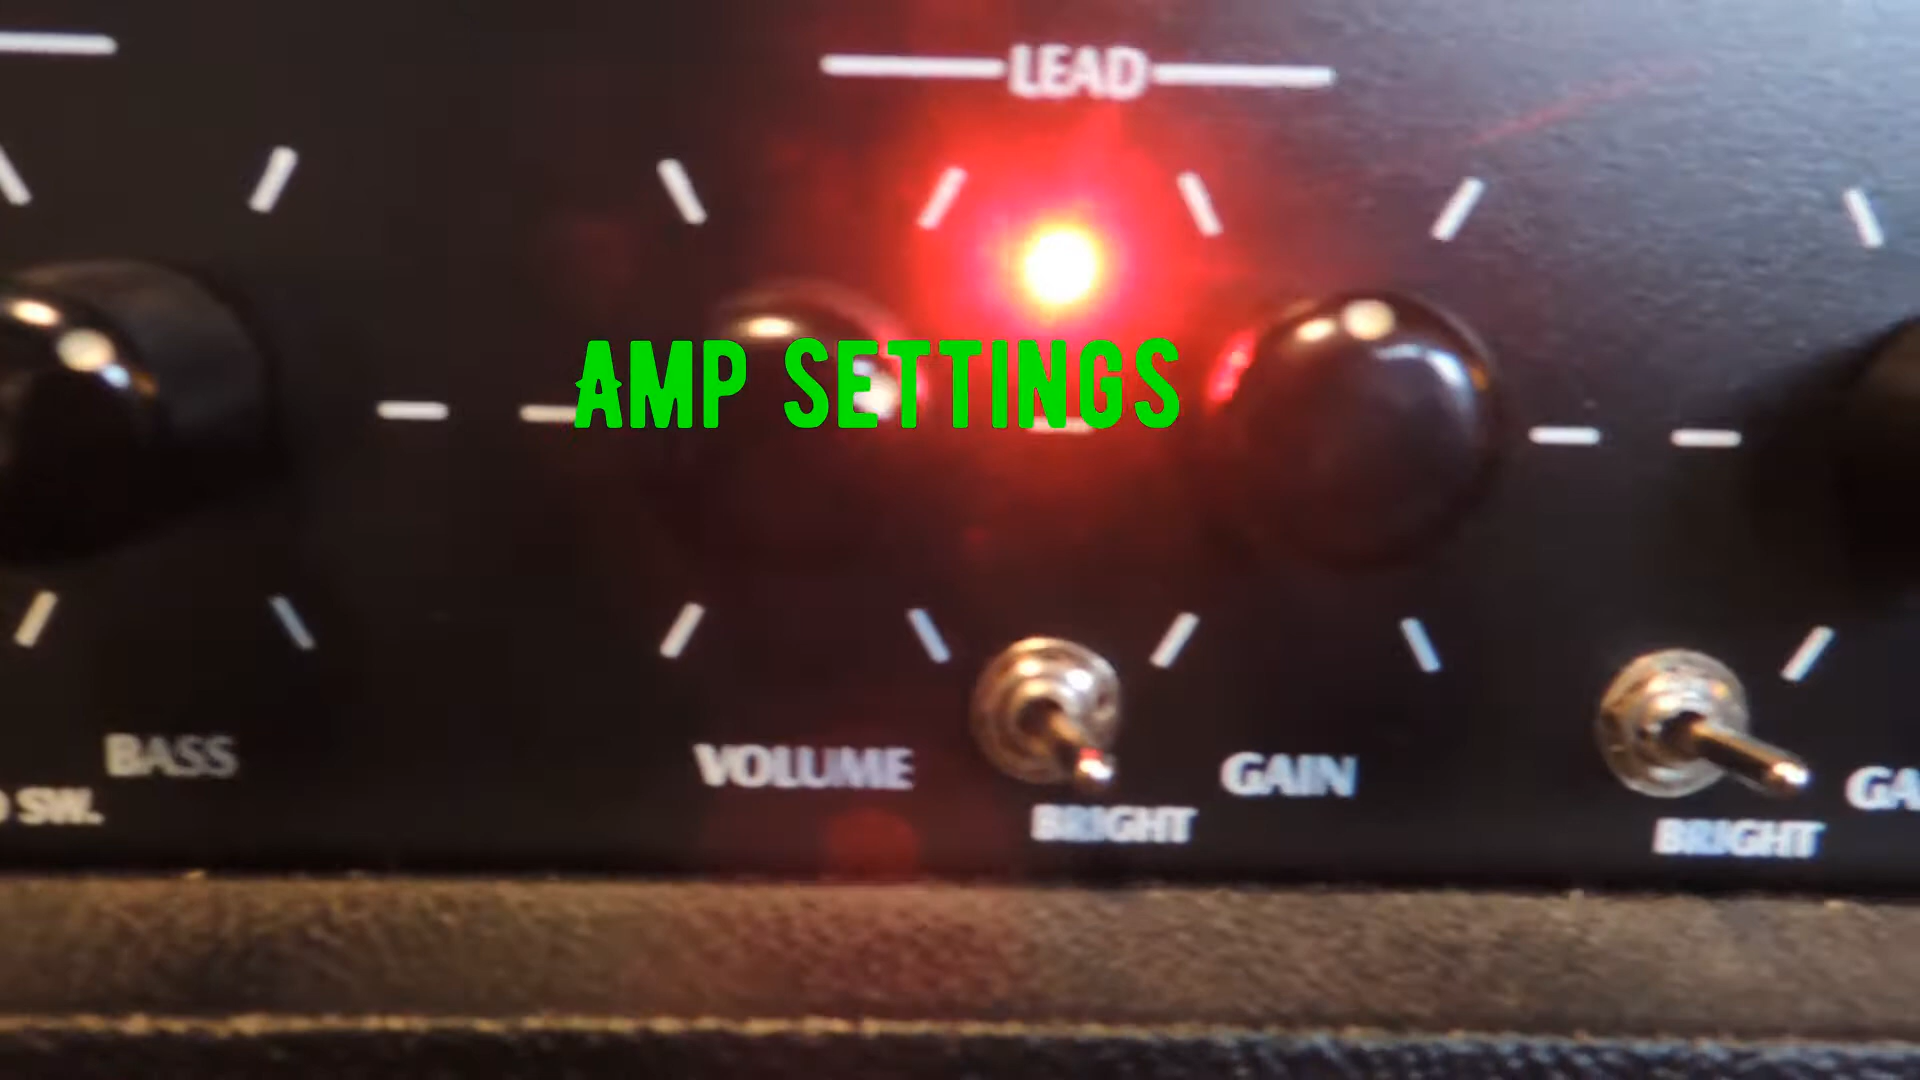 LEAD
AMP SETTINGS
BASS
VOLUME
GAIN
SW.
BRIGHT
BRIGHT